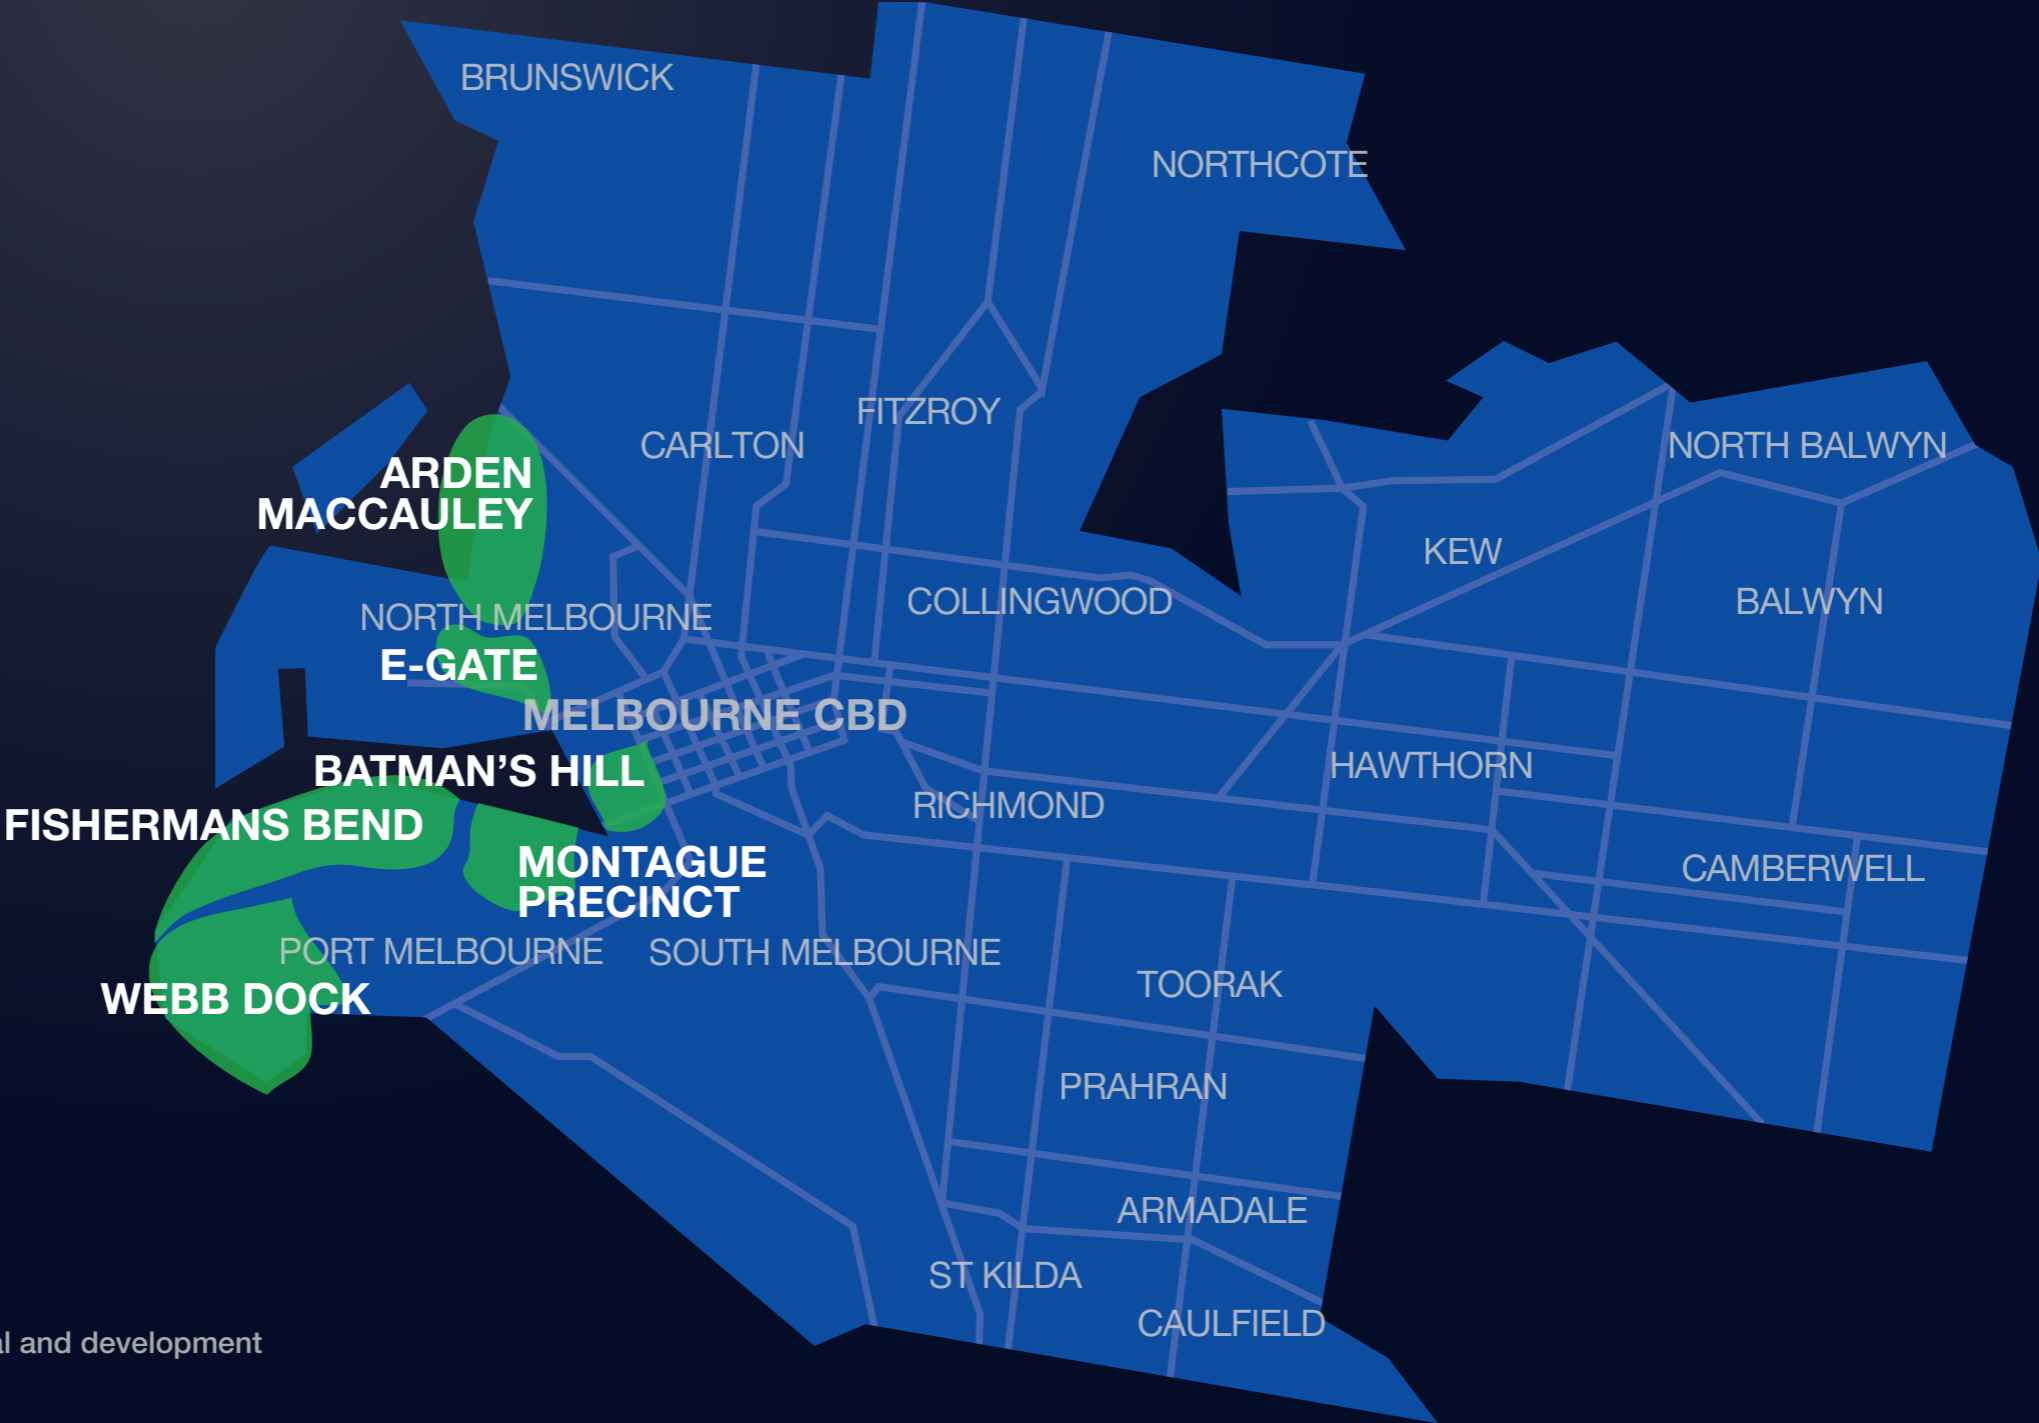 BRUNSWICK
NORTHCOTE
FITZROY
CARLTON
NORTH BALWYN
ARDEN
MACCAULEY
KEW
COLLINGWOOD
BALWYN
NORTH MELBOURNE
E-GATE
MELBOURNE CBD
BATMAN’S HILL
HAWTHORN
RICHMOND
FISHERMANS BEND
MONTAGUE
PRECINCT
CAMBERWELL
PORT MELBOURNE
SOUTH MELBOURNE
TOORAK
WEBB DOCK
PRAHRAN
ARMADALE
ST KILDA
CAULFIELD
and development